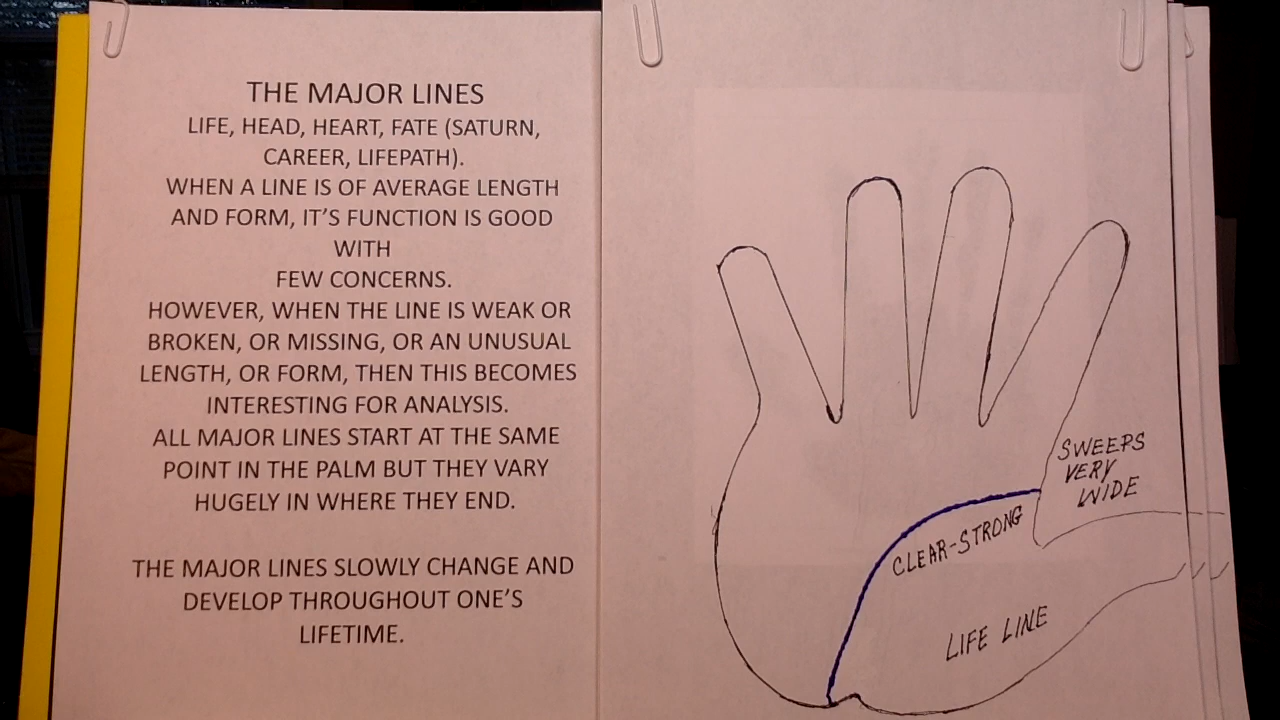 THE MAJOR LINES
LIFE, HEAD, HEART, FATE (SATURN,
CAREER, LIFEPATH).
WHEN A LINE IS OF AVERAGE LENGTH
AND FORM, IT'S FUNCTION IS GOOD
WITH
FEW CONCERNS.
HOWEVER, WHEN THE LINE IS WEAK OR
BROKEN, OR MISSING, OR AN UNUSUAL
LENGTH, OR FORM, THEN THIS BECOMES
INTERESTING FOR ANALYSIS.
ALL MAJOR LINES START AT THE SAME
POINT IN THE PALM BUT THEY VARY
HUGELY IN WHERE THEY END.
THE MAJOR LINES SLOWLY CHANGE AND
DEVELOP THROUGHOUT ONE'S
LIFETIME.
SWEEPS
VERY
WIDE
CLEAR-STRONG
LIFE LINE